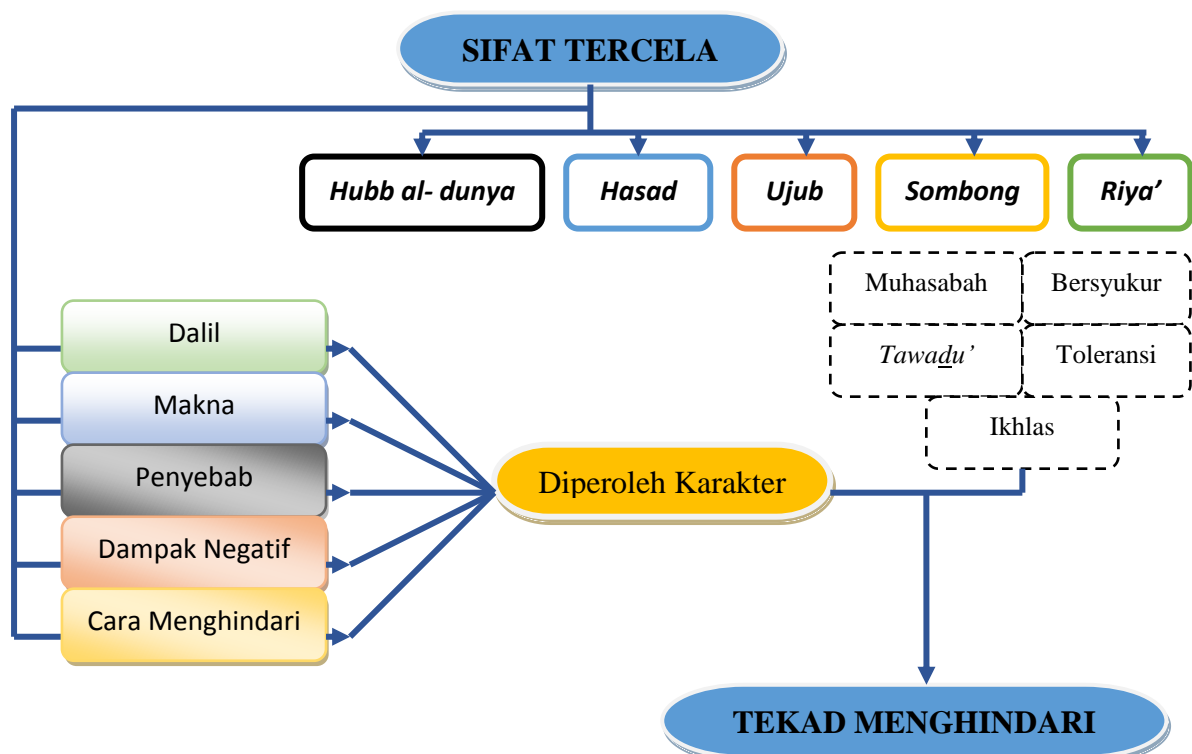 SIFAT TERCELA
Hubb al- dunya
Hasad
Ujub
Sombong
Riya’
Muhasabah
Bersyukur
Tawadu’
Toleransi
Ikhlas
Dalil
Makna
Penyebab
Dampak Negatif
Cara Menghindari
Diperoleh Karakter
TEKAD MENGHINDARI